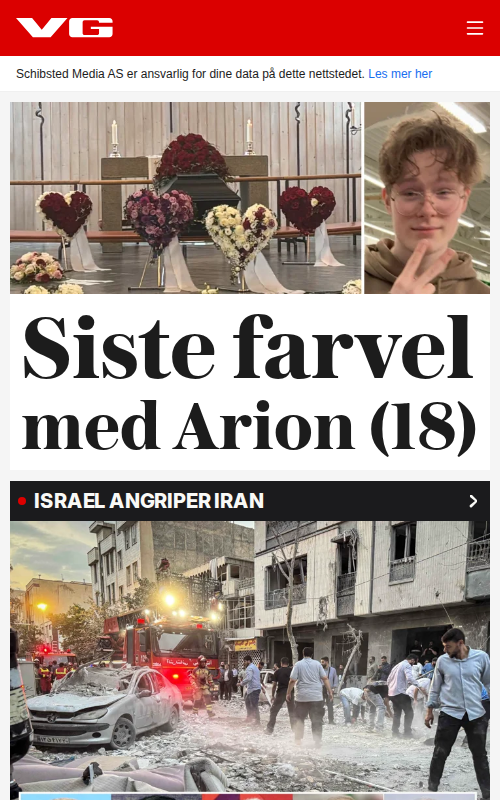 VG
Schibsted Media AS er ansvarlig for dine data på dette nettstedet. Les mer her
Siste farvel
med Arion (18)
ISRAEL ANGRIPER IRAN